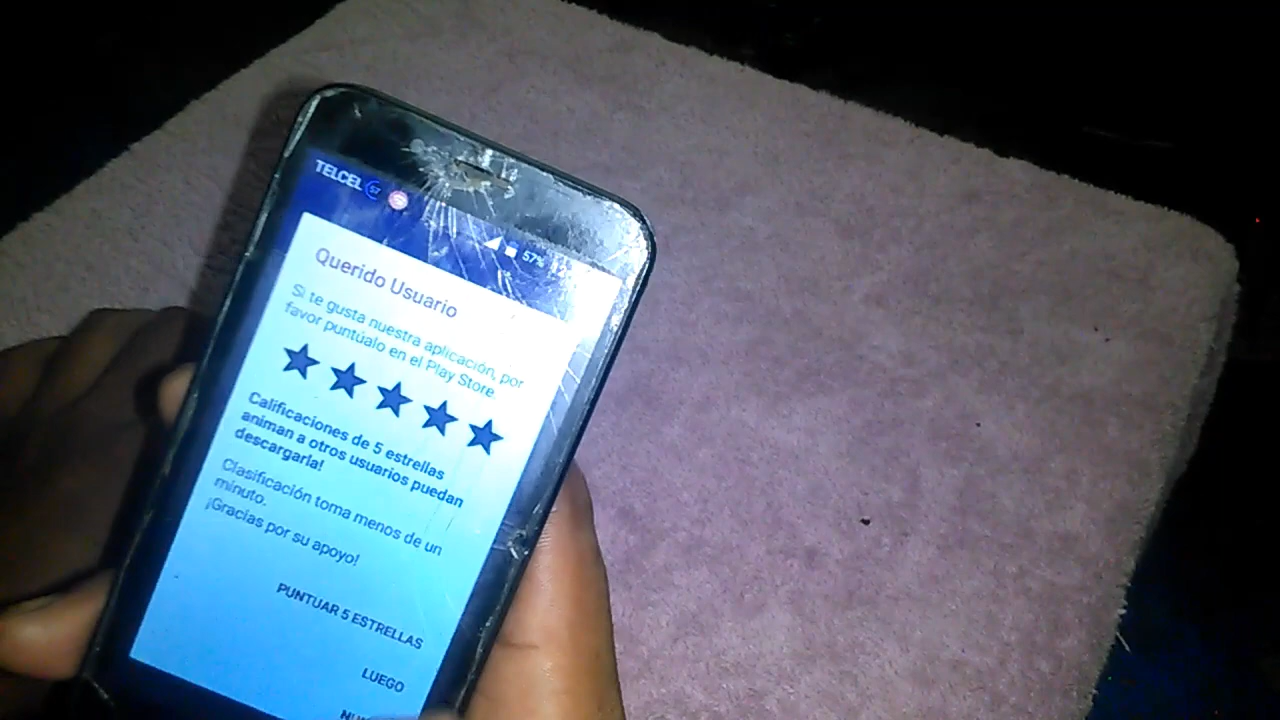 TELCEL
57%
Querido Usuario
Si te gusta nuestra aplicación, por
favor puntúalo en el Play Store
Calificaciones de 5 estrellas
animan a otros usuarios puedan
descargarla!
Clasificación toma menos de un
minuto.
¡Gracias por su apoyo!
PUNTUAR 5 ESTRELLAS
LUEGO